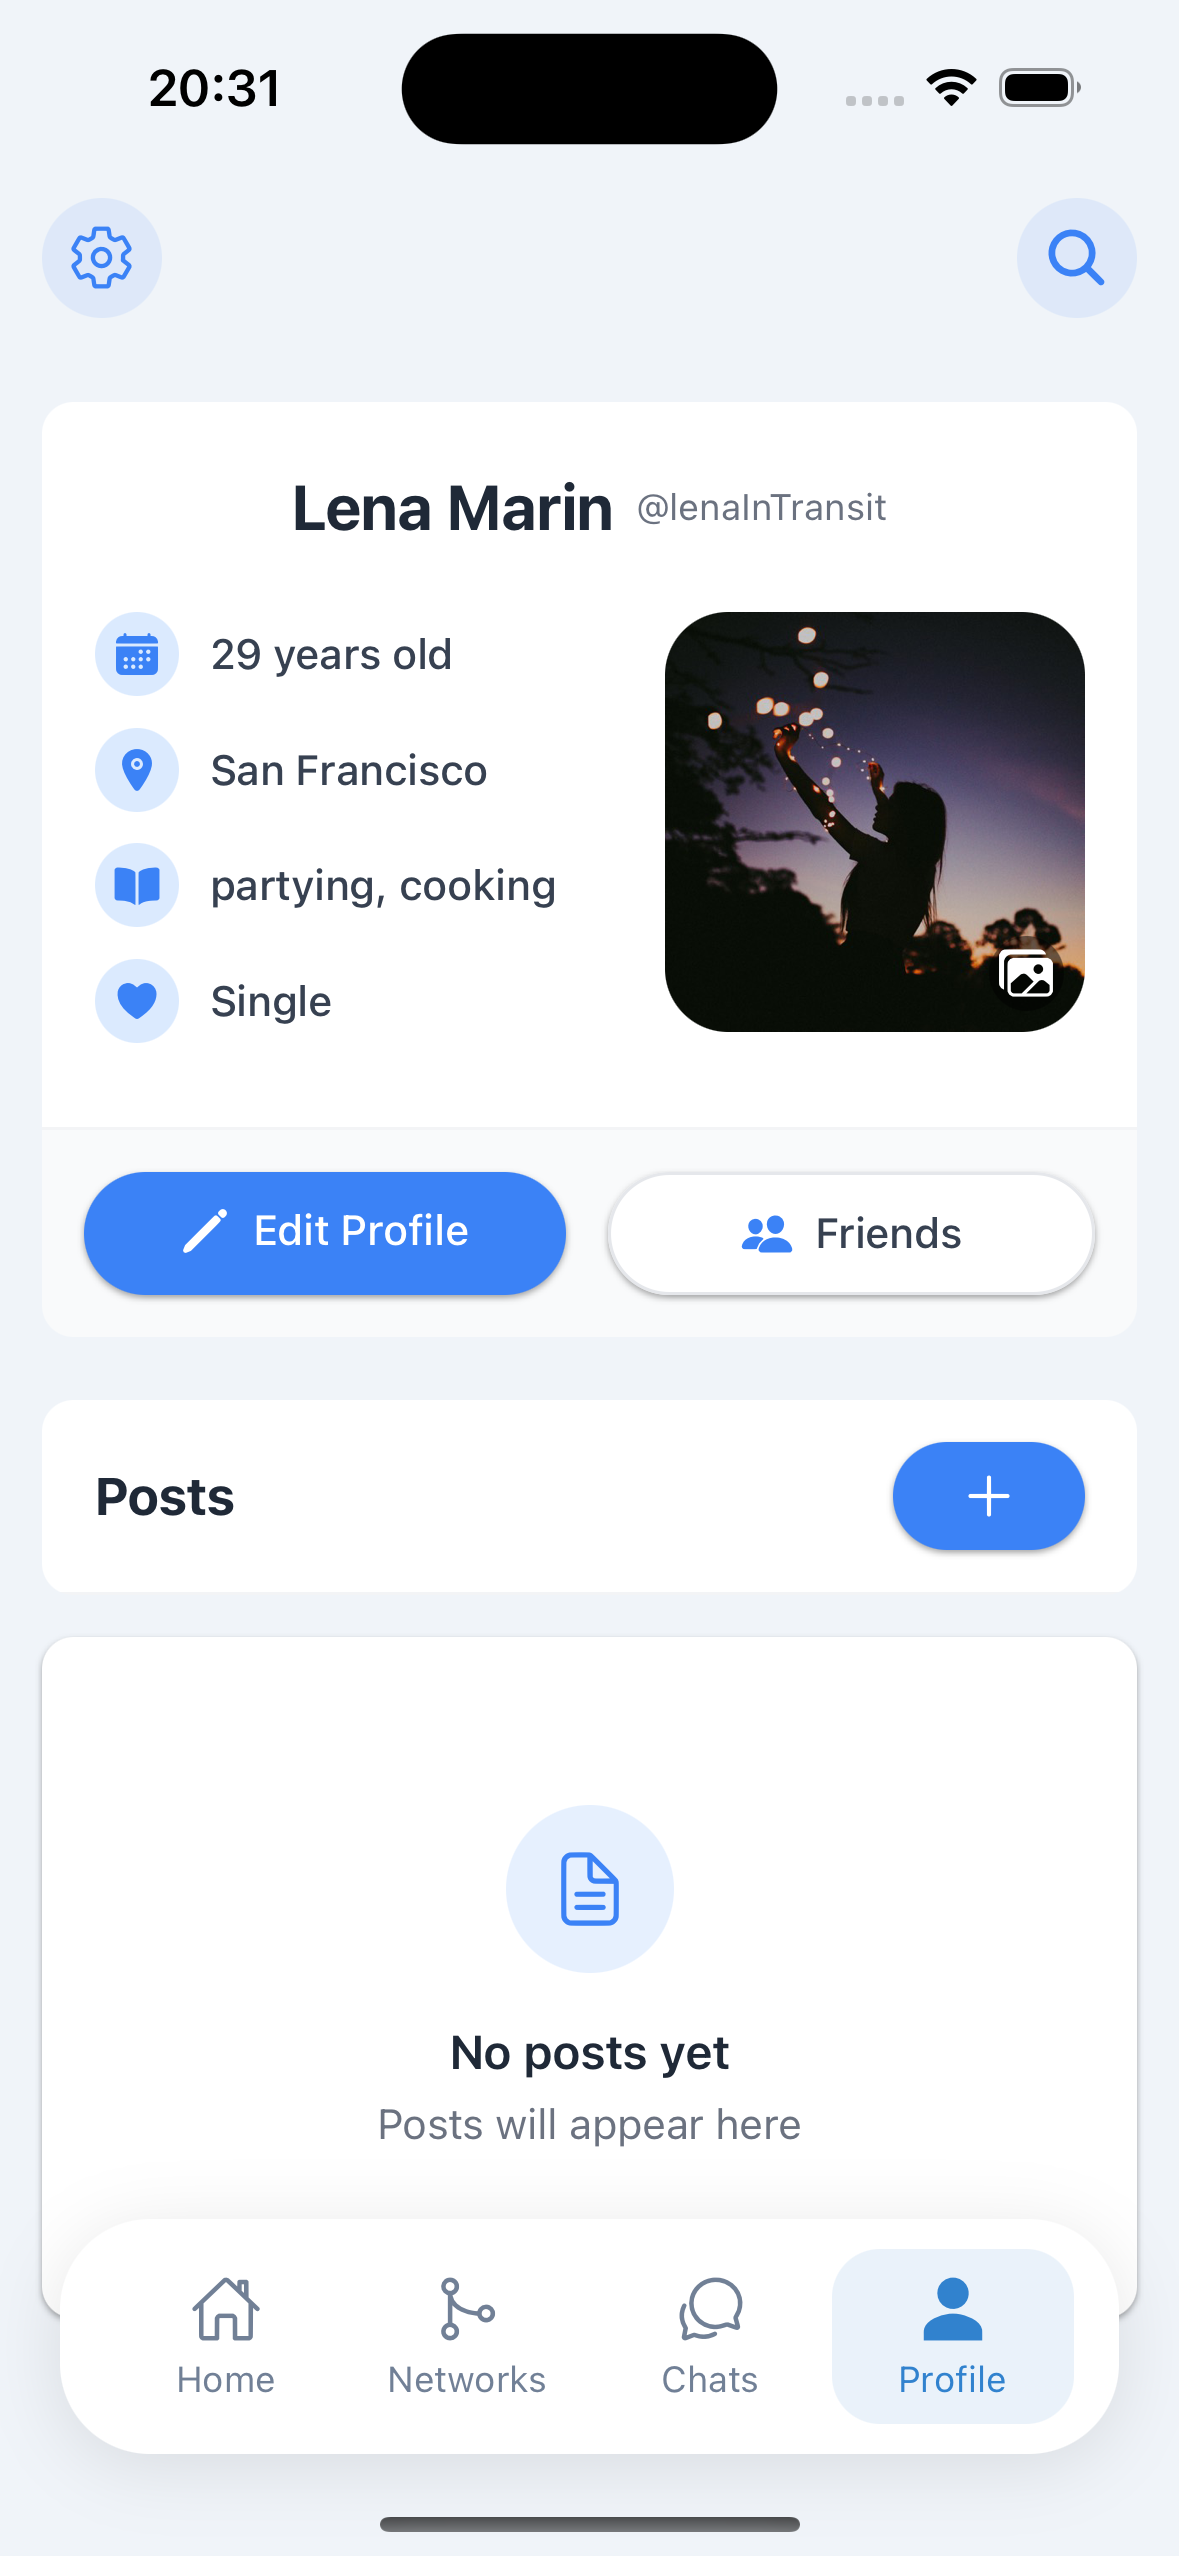 20:31
Lena Marin @lenaInTransit
29 years old
San Francisco
partying, cooking
Single
Edit Profile
Friends
Posts
No posts yet
Posts will appear here
Home
Networks
Chats
Profile